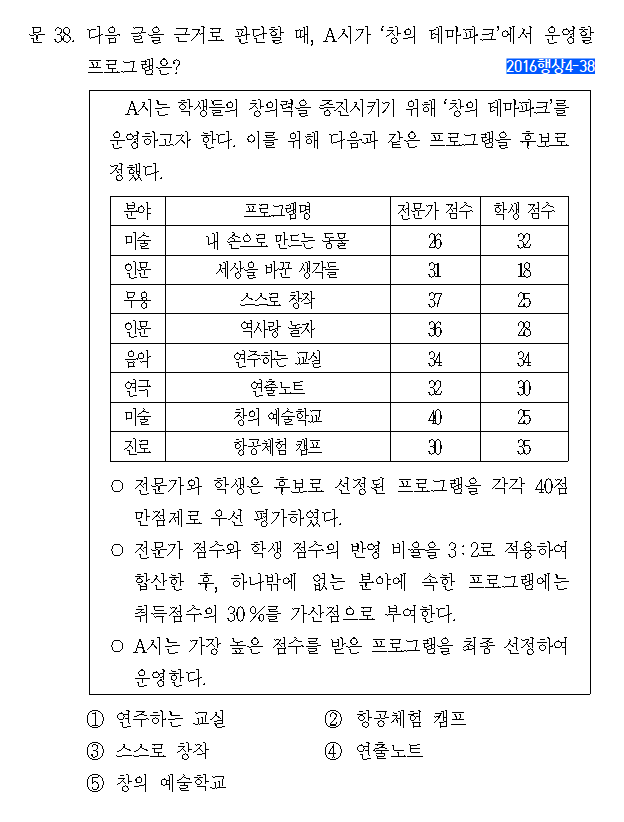 문 38. 다음 글을 근거로 판단할 때, A시가 ‘창의 테마파크’에서 운영할
프로그램은?
2016행상4-38
A시는 학생들의 창의력을 증진시키기 위해 ‘창의 테마파크’를
운영하고자 한다. 이를 위해 다음과 같은 프로그램을 후보로
정했다.
분야 프로그램명 전문가 점수 학생 점수
미술 내 손으로 만드는 동물 26 32
인문 세상을 바꾼 생각들 31 18
무용 스스로 창작 37 25
인문 역사랑 놀자 36 28
음악 연주하는 교실 34 34
연극 연출노트 32 30
미술 창의 예술학교 40 25
진로 항공체험 캠프 30 35
○ 전문가와 학생은 후보로 선정된 프로그램을 각각 40점
만점제로 우선 평가하였다.
○ 전문가 점수와 학생 점수의 반영 비율을 3 : 2로 적용하여
합산한 후, 하나밖에 없는 분야에 속한 프로그램에는
취득점수의 30 %를 가산점으로 부여한다.
○ A시는 가장 높은 점수를 받은 프로그램을 최종 선정하여
운영한다.
① 연주하는 교실 ② 항공체험 캠프
③ 스스로 창작 ④ 연출노트
⑤ 창의 예술학교